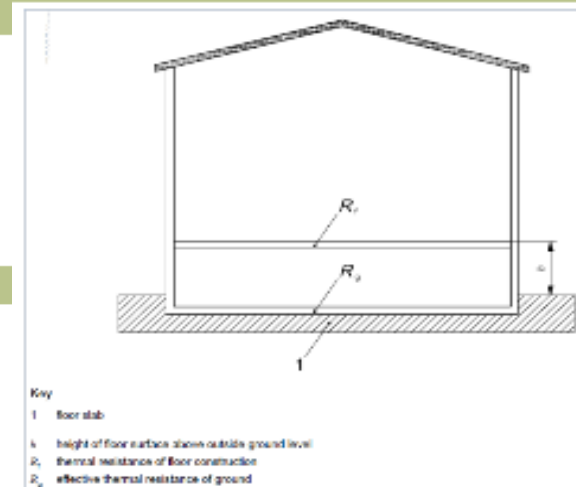 R
R
h
1
Key
1 floor slab
h height of floor surface above outside ground level
R thermal resistance of floor construction
R effective thermal resistance of ground